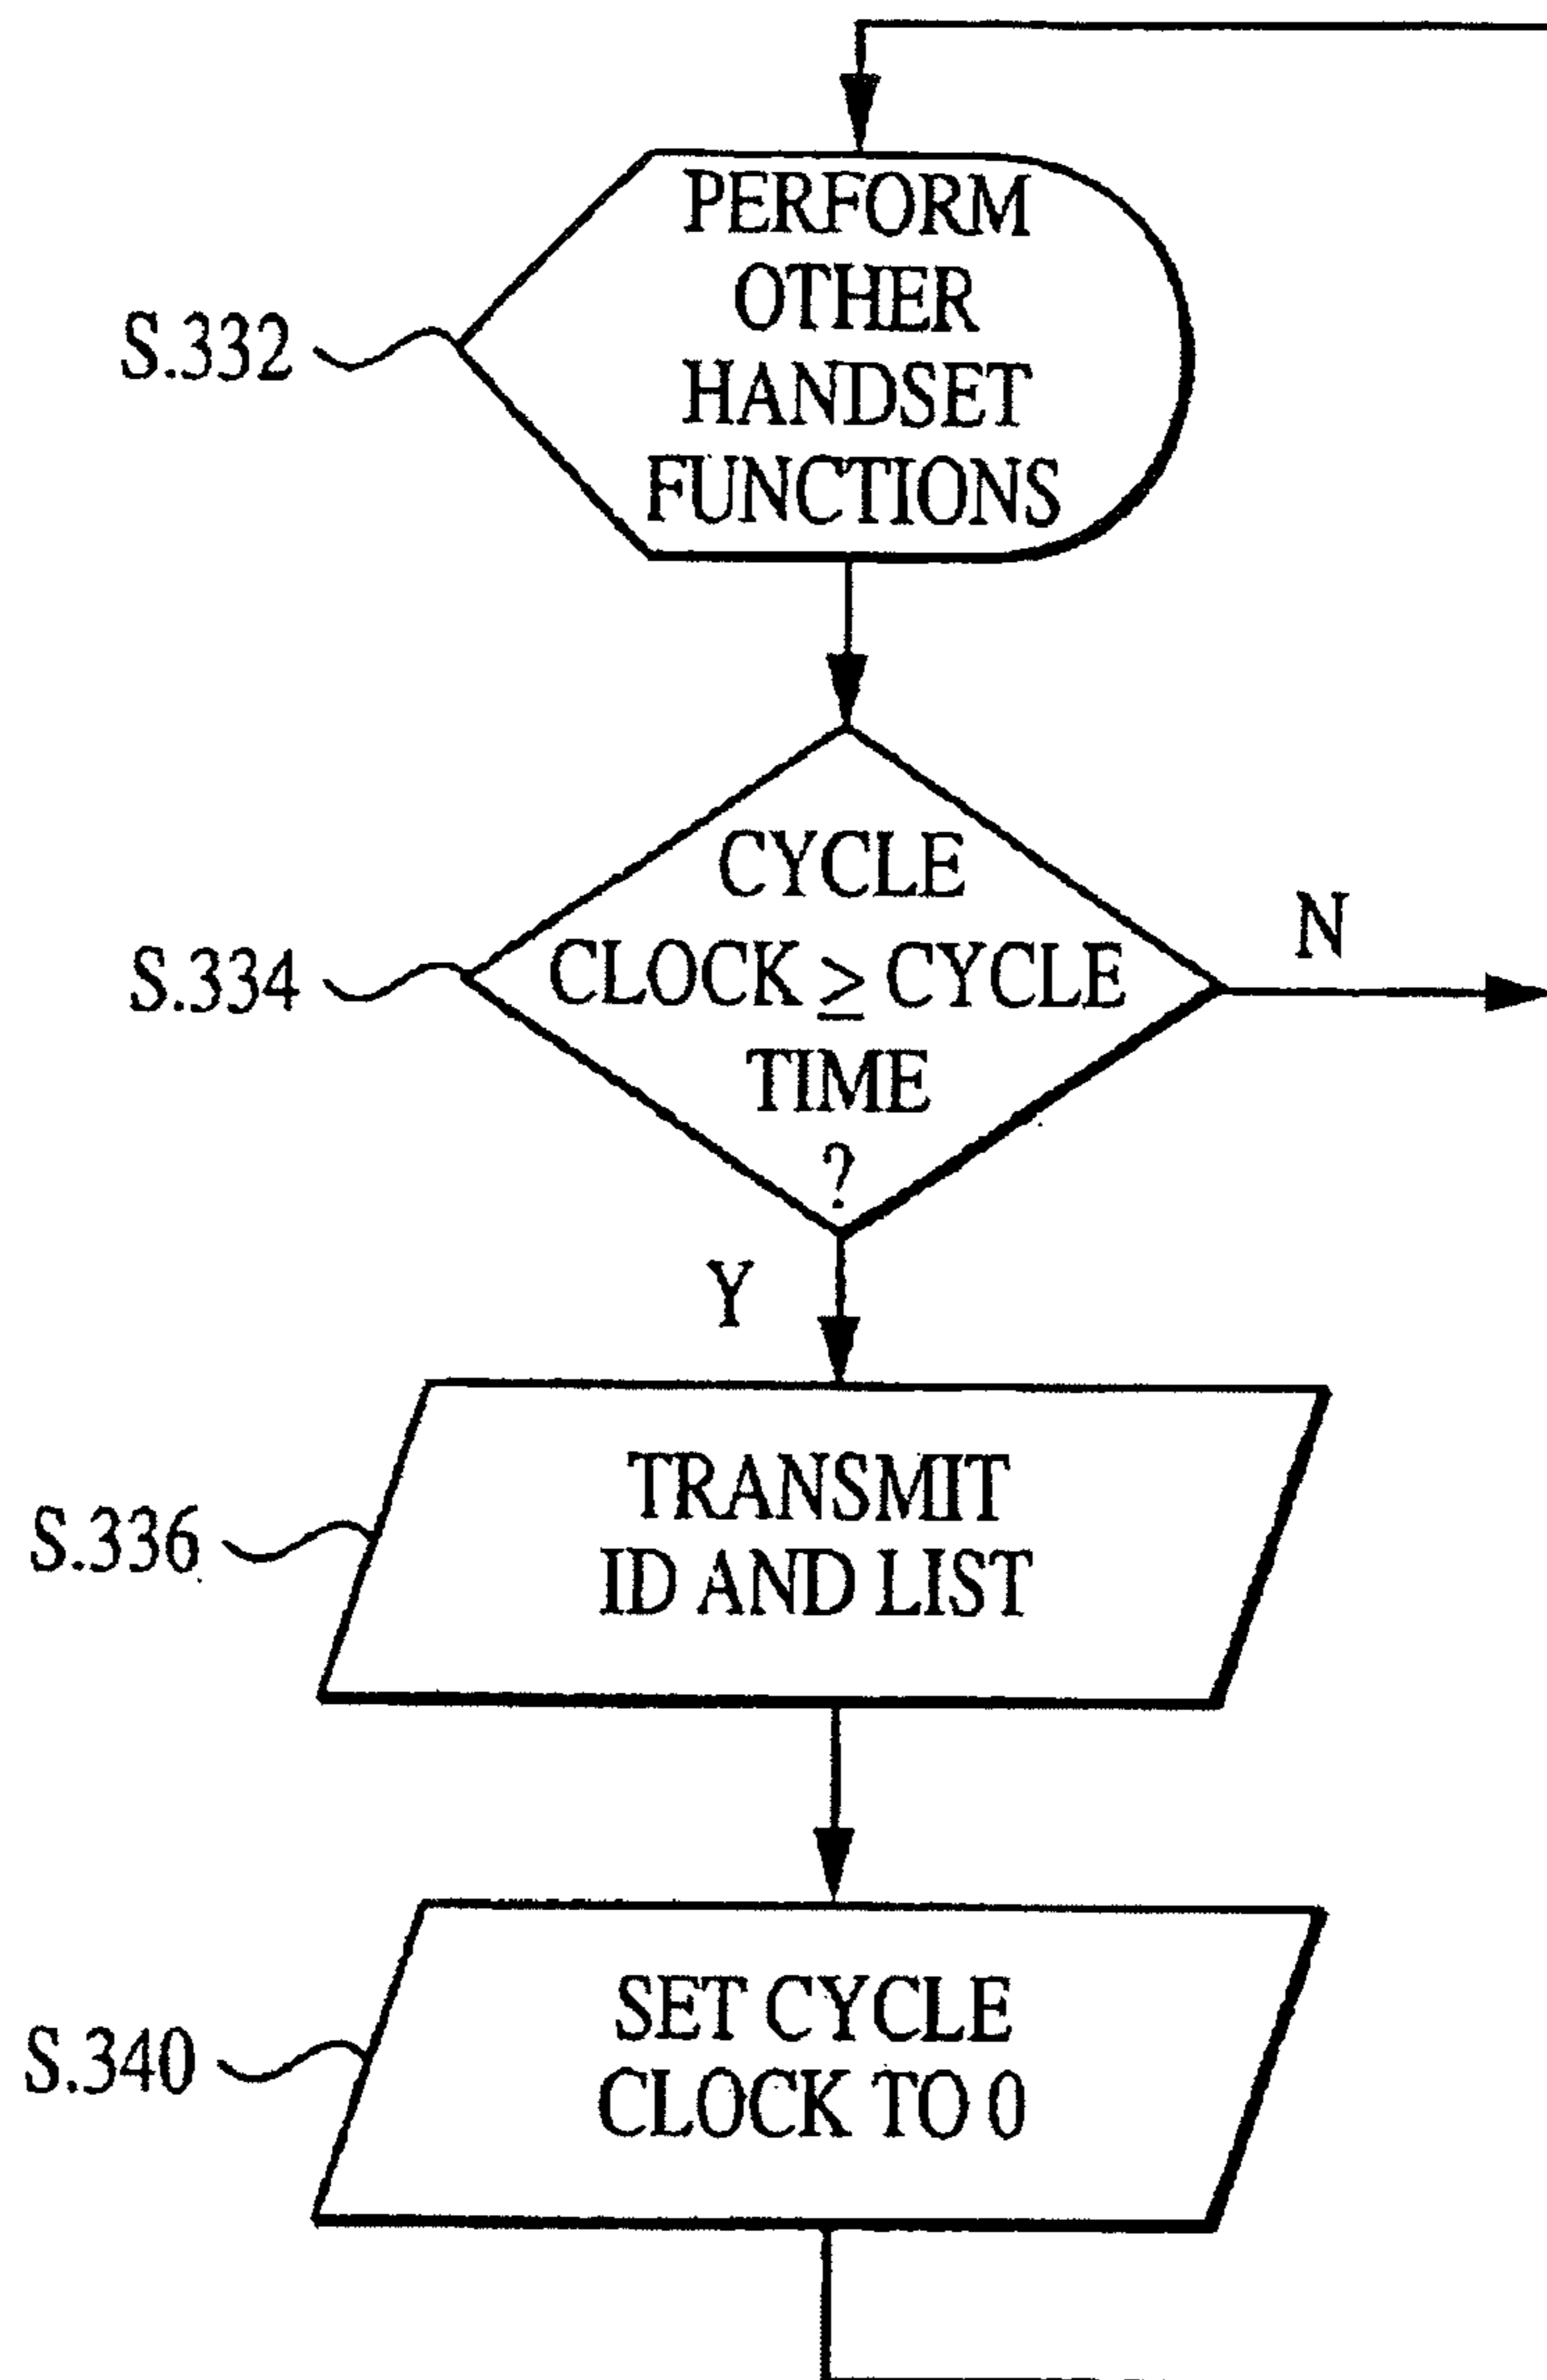 PERFORM
OTHER
HANDSET
FUNCTIONS
S.332
CYCLE
CLOCK ≥ CYCLE
TIME
?
S.334
N
Y
TRANSMIT
ID AND LIST
S.336
SET CYCLE
CLOCK TO 0
S.340